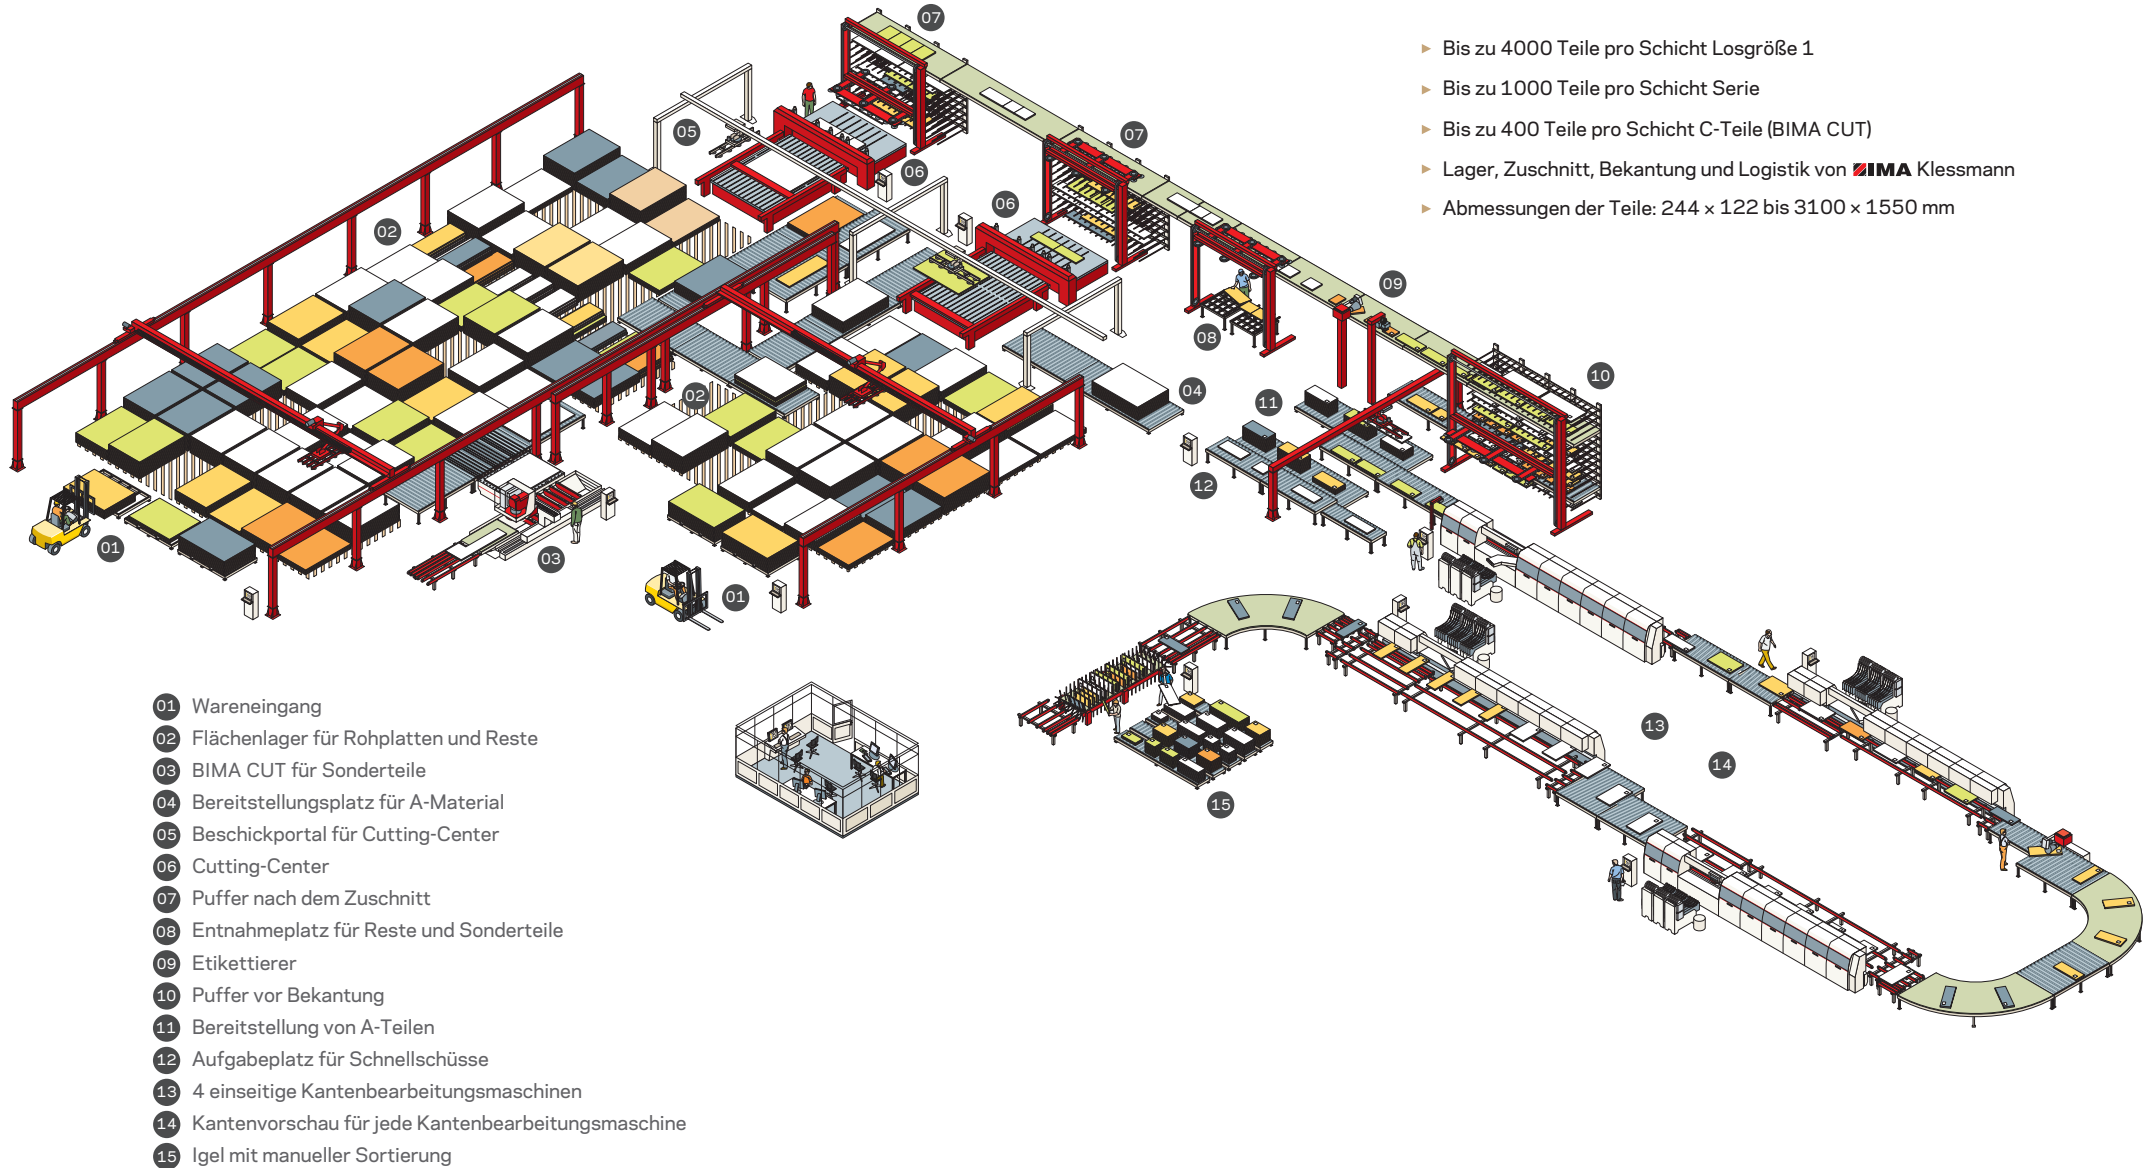 07
05
06
07
06
02
09
08
10
04
02
11
12
01
03
01
13
14
15
▸ Bis zu 4000 Teile pro Schicht Losgröße 1
▸ Bis zu 1000 Teile pro Schicht Serie
▸ Bis zu 400 Teile pro Schicht C-Teile (BIMA CUT)
▸ Lager, Zuschnitt, Bekantung und Logistik von IMA Klessmann
▸ Abmessungen der Teile: 244 × 122 bis 3100 × 1550 mm
01 Wareneingang
02 Flächenlager für Rohplatten und Reste
03 BIMA CUT für Sonderteile
04 Bereitstellungsplatz für A-Material
05 Beschickportal für Cutting-Center
06 Cutting-Center
07 Puffer nach dem Zuschnitt
08 Entnahmeplatz für Reste und Sonderteile
09 Etikettierer
10 Puffer vor Bekantung
11 Bereitstellung von A-Teilen
12 Aufgabeplatz für Schnellschüsse
13 4 einseitige Kantenbearbeitungsmaschinen
14 Kantenvorschau für jede Kantenbearbeitungsmaschine
15 Igel mit manueller Sortierung